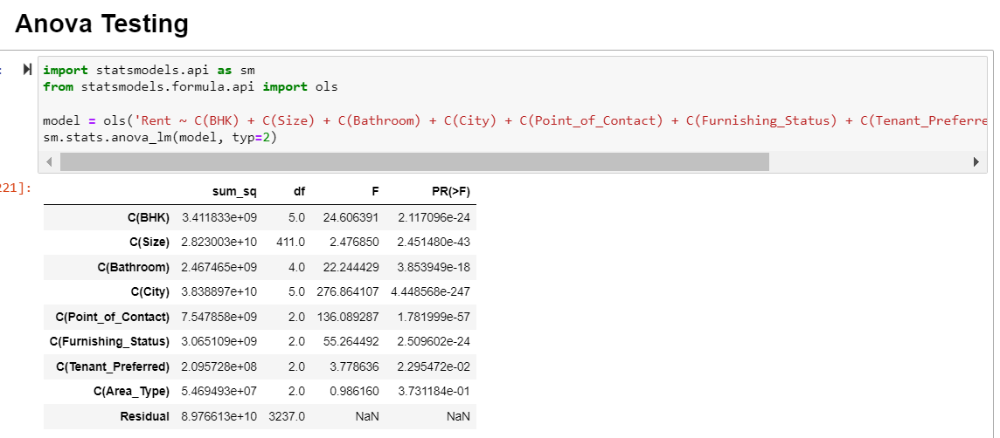 Anova Testing
import statsmodels.api as sm
from statsmodels.formula.api import ols
model = ols('Rent ~ C(BHK) + C(Size) + C(Bathroom) + C(City) + C(Point_of_Contact) + C(Furnishing_Status) + C(Tenant_Preferre
sm.stats.anova_lm(model, typ=2)
221]:
sum_sq df F PR(>F)
C(BHK) 3.411833e+09 5.0 24.606391 2.117096e-24
C(Size) 2.823003e+10 411.0 2.476850 2.451480e-43
C(Bathroom) 2.467465e+09 4.0 22.244429 3.853949e-18
C(City) 3.838897e+10 5.0 276.864107 4.448568e-247
C(Point_of_Contact) 7.547858e+09 2.0 136.089287 1.781999e-57
C(Furnishing_Status) 3.065109e+09 2.0 55.264492 2.509602e-24
C(Tenant_Preferred) 2.095728e+08 2.0 3.778636 2.295472e-02
C(Area_Type) 5.469493e+07 2.0 0.986160 3.731184e-01
Residual 8.976613e+10 3237.0 NaN NaN